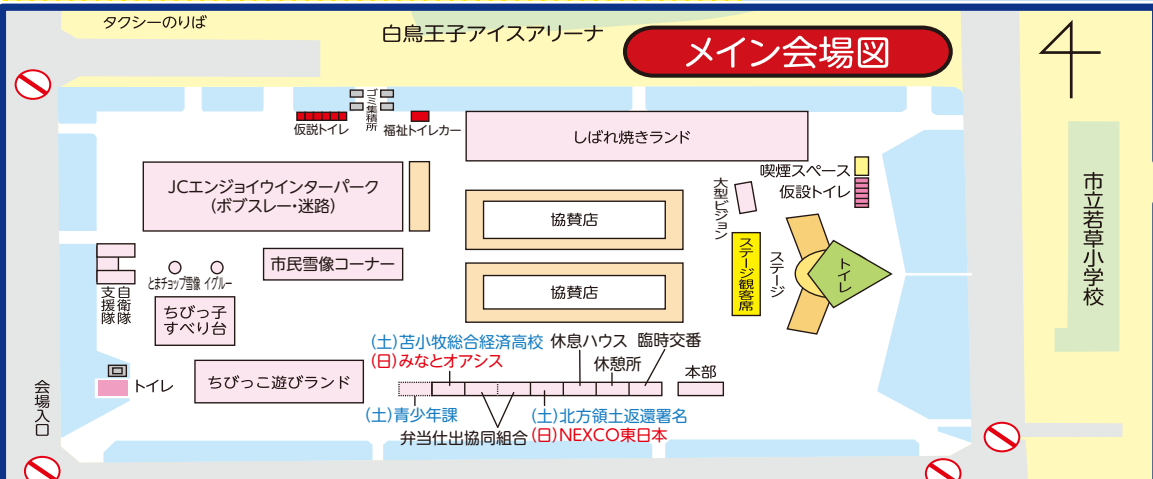 タクシーのりば
白鳥王子アイスアリーナ
メイン会場図
ゴミ集積所
仮説トイレ
福祉トイレカー
しばれ焼きランド
喫煙スペース
仮設トイレ
大型ビジョン
JCエンジョイウインターパーク
(ボブスレー・迷路)
協賛店
市立若草小学校
ステージ観客席
ステージ
トイレ
市民雪像コーナー
とまチョップ雪像
イグルー
協賛店
自衛隊
支援隊
ちびっ子
すべり台
(土)苫小牧総合経済高校
(日)みなとオアシス
休息ハウス
臨時交番
休憩所
本部
トイレ
ちびっこ遊びランド
会場入口
(土)青少年課
弁当仕出協同組合
(土)北方領土返還署名
(日)NEXCO東日本